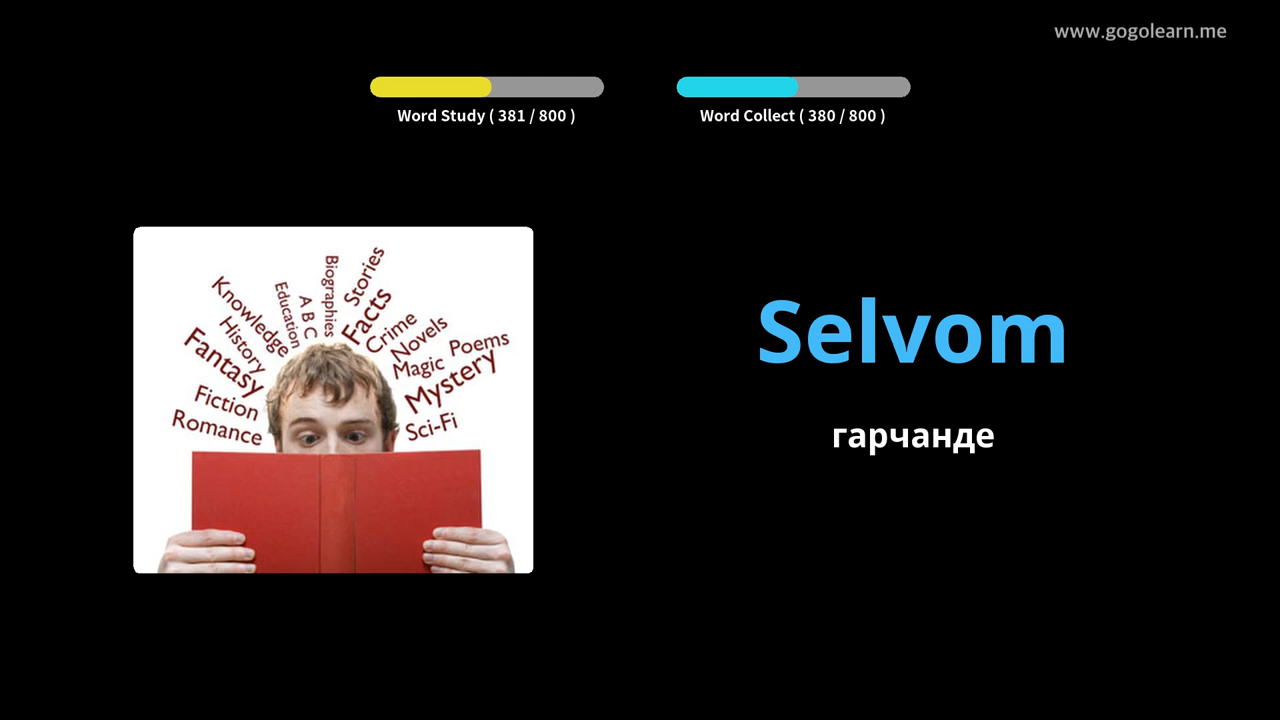 www.gogolearn.me
Word Study ( 381 / 800 )
Word Collect ( 380 / 800 )
Selvom
гарчанде
Biographies
Stories
Education
A B C
Facts
Knowledge
Crime
History
Novels
Poems
Fantasy
Magic
Mystery
Fiction
Romance
Sci-Fi